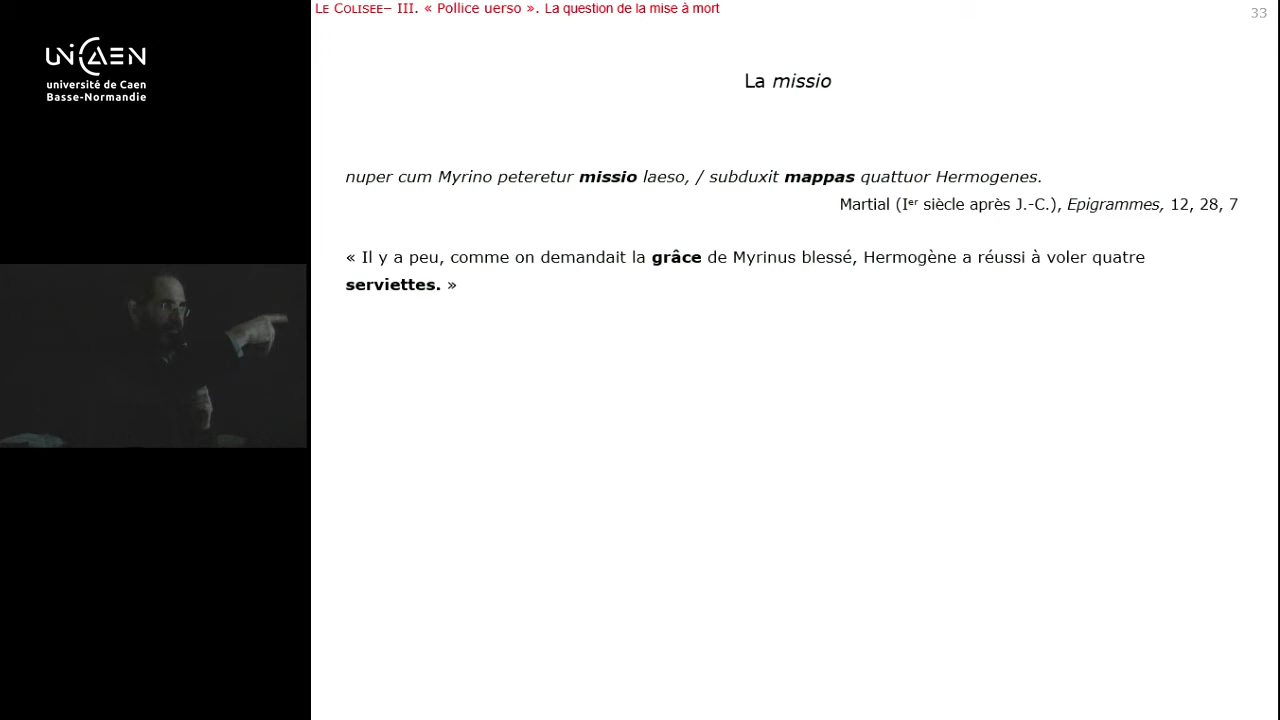 LE COLISEE– III. « Pollice uerso ». La question de la mise à mort
33
UNICAEN
université de Caen
Basse-Normandie
La missio
nuper cum Myrino peteretur missio laeso, / subduxit mappas quattuor Hermogenes.
Martial (Ier siècle après J.-C.), Epigrammes, 12, 28, 7
« Il y a peu, comme on demandait la grâce de Myrinus blessé, Hermogène a réussi à voler quatre
serviettes. »